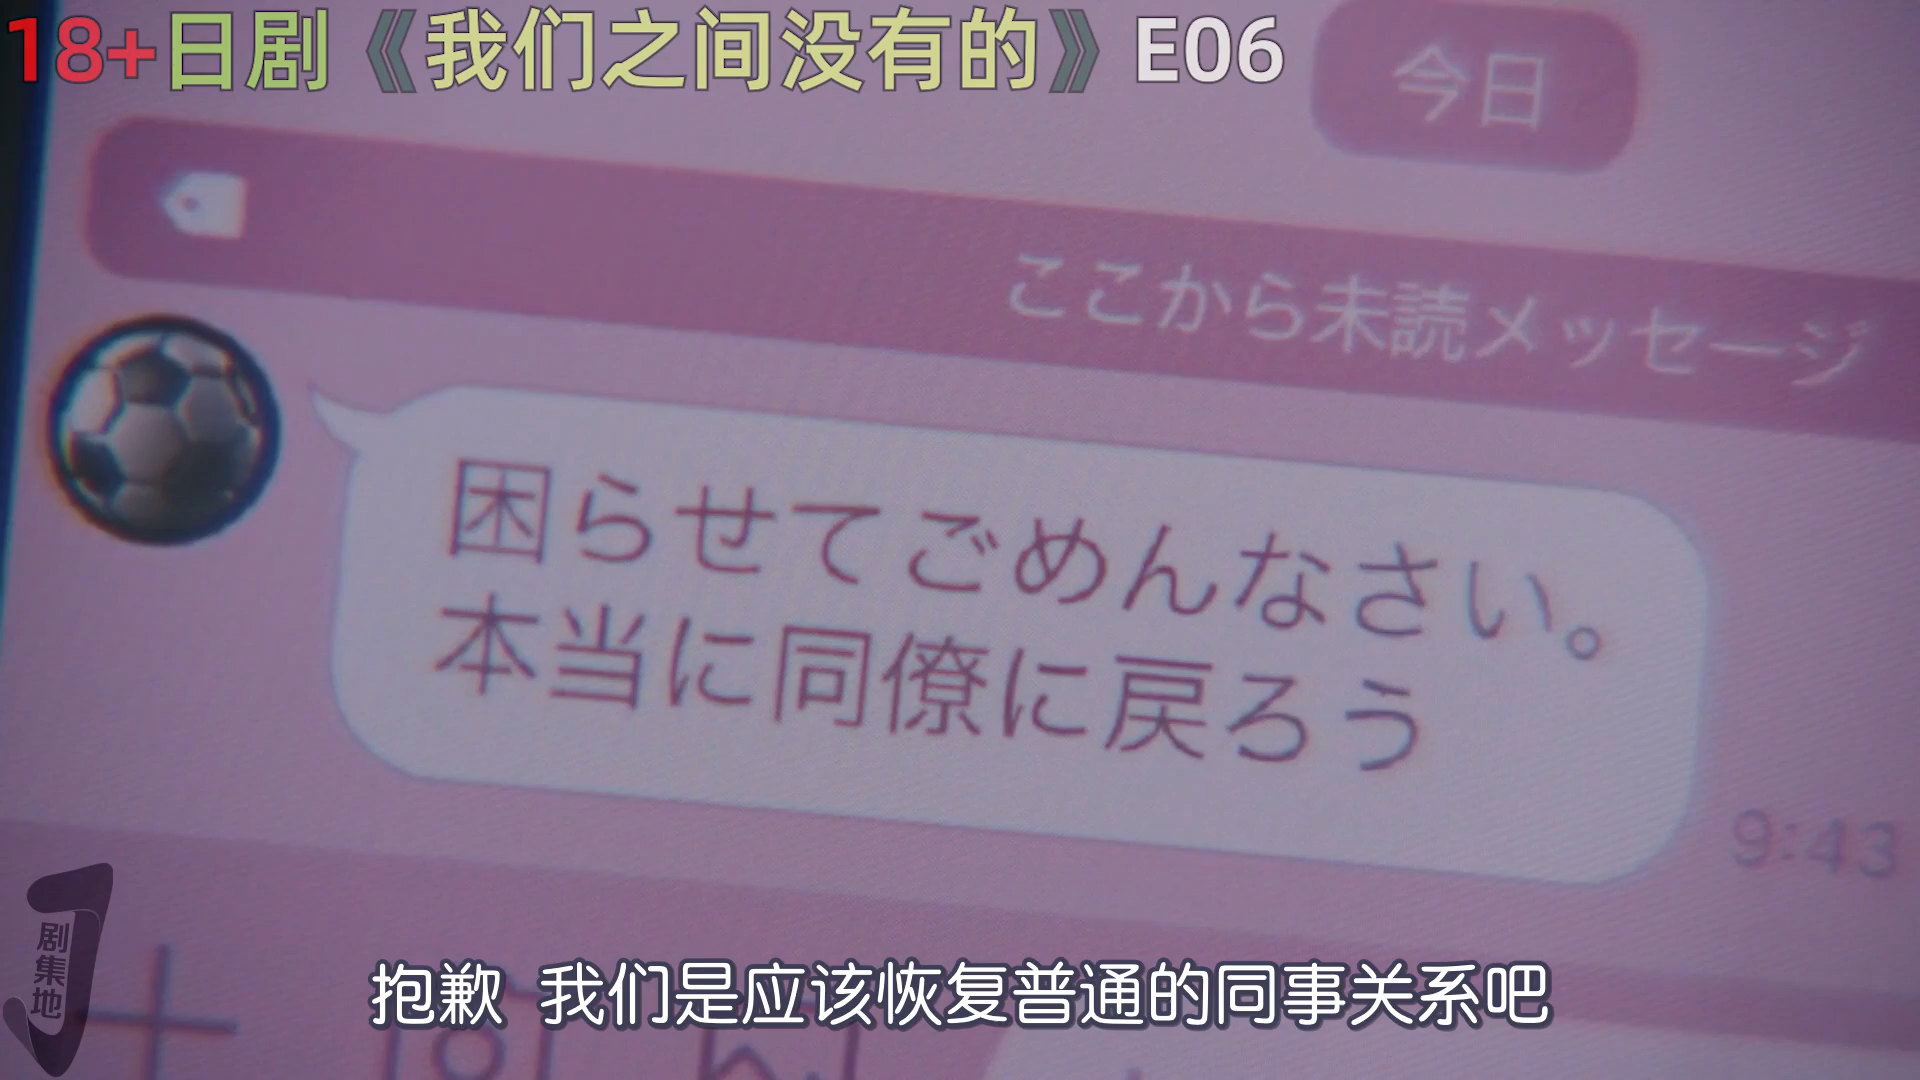 18+日剧《我们之间没有的》E06
今日
ここから未読メッセージ
困らせてごめんなさい。
本当に同僚に戻ろう
9:43
剧集地
抱歉 我们是应该恢复普通的同事关系吧